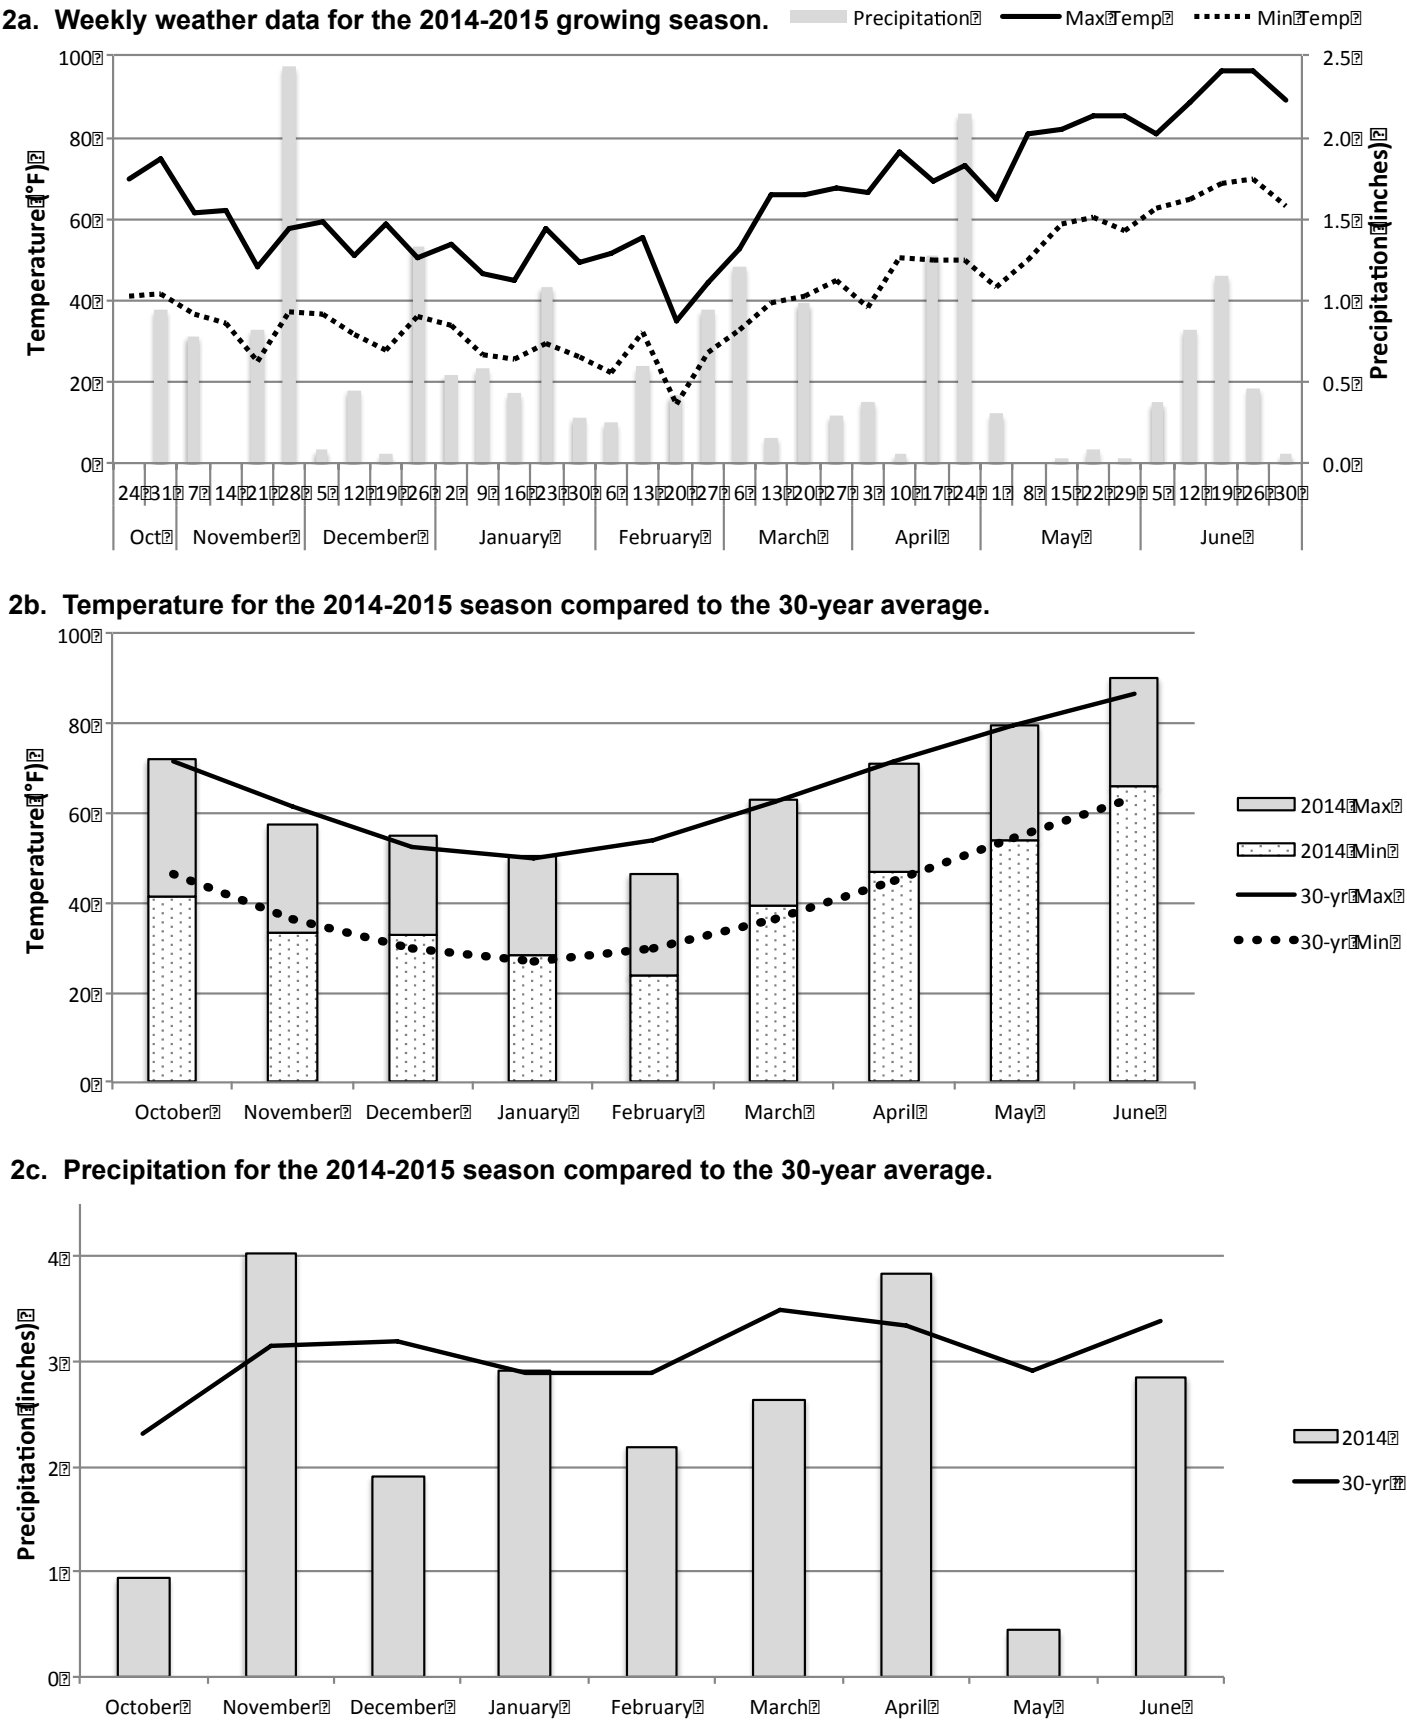 2a. Weekly weather data for the 2014-2015 growing season.
Precipitation⍰ Max⍰Temp⍰ Min⍰Temp⍰
Temperature⍰(°F)⍰
100⍰
80⍰
60⍰
40⍰
20⍰
0⍰
2.5⍰
2.0⍰
1.5⍰
1.0⍰
0.5⍰
0.0⍰
Precipitation⍰(inches)⍰
24⍰ 31⍰ 7⍰ 14⍰ 21⍰ 28⍰ 5⍰ 12⍰ 19⍰ 26⍰ 2⍰ 9⍰ 16⍰ 23⍰ 30⍰ 6⍰ 13⍰ 20⍰ 27⍰ 6⍰ 13⍰ 20⍰ 27⍰ 3⍰ 10⍰ 17⍰ 24⍰ 1⍰ 8⍰ 15⍰ 22⍰ 29⍰ 5⍰ 12⍰ 19⍰ 26⍰ 30⍰
Oct⍰ November⍰ December⍰ January⍰ February⍰ March⍰ April⍰ May⍰ June⍰
2b. Temperature for the 2014-2015 season compared to the 30-year average.
Temperature⍰(°F)⍰
100⍰
80⍰
60⍰
40⍰
20⍰
0⍰
October⍰ November⍰ December⍰ January⍰ February⍰ March⍰ April⍰ May⍰ June⍰
2014⍰Max⍰
2014⍰Min⍰
30-yr⍰Max⍰
30-yr⍰Min⍰
2c. Precipitation for the 2014-2015 season compared to the 30-year average.
Precipitation⍰(inches)⍰
4⍰
3⍰
2⍰
1⍰
0⍰
October⍰ November⍰ December⍰ January⍰ February⍰ March⍰ April⍰ May⍰ June⍰
2014⍰
30-yr⍰⍰